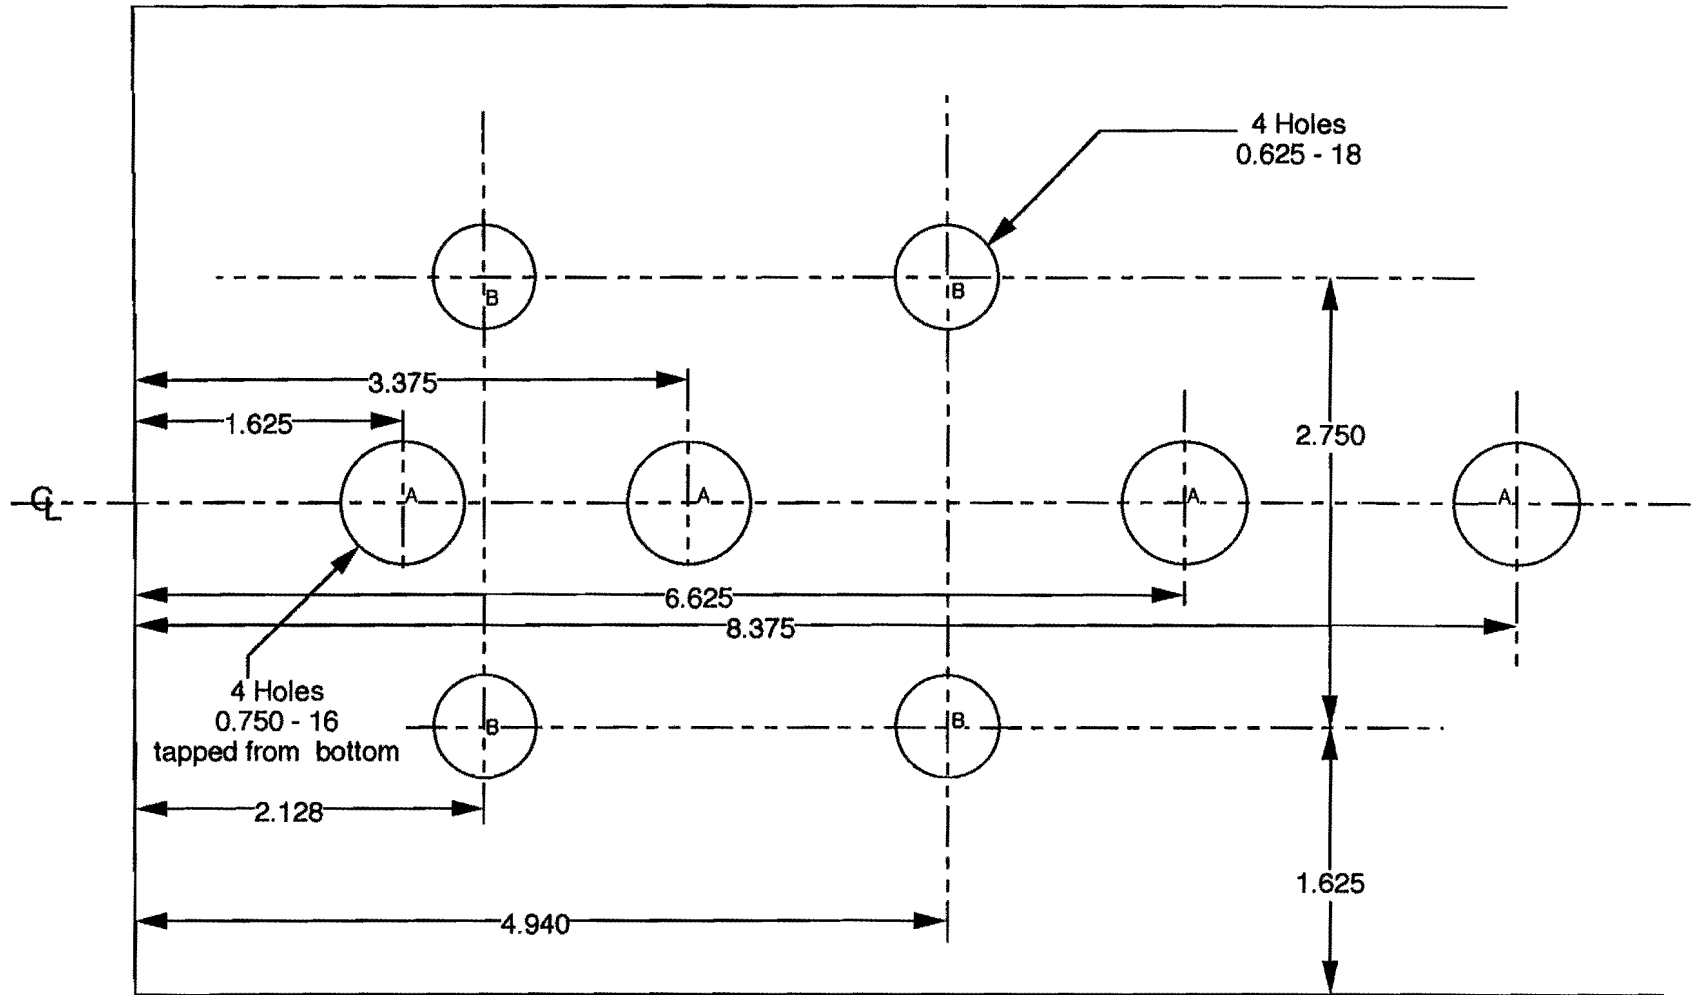 4 Holes
0.625 - 18
B
B
3.375
1.625
2.750
CL
A
A
A
A
6.625
8.375
4 Holes
0.750 - 16
tapped from bottom
B
B
2.128
1.625
4.940